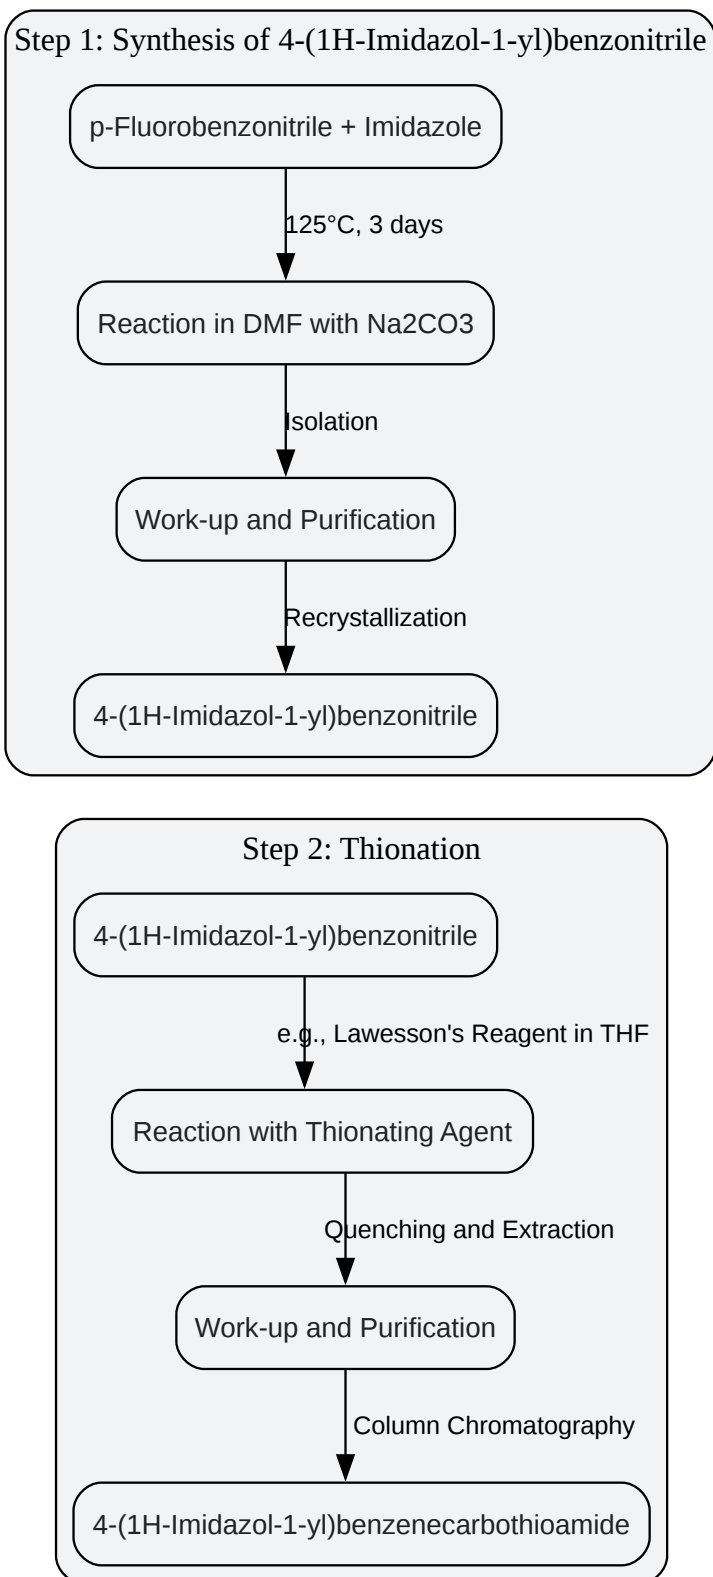 Step 1: Synthesis of 4-(1H-Imidazol-1-yl)benzonitrile
p-Fluorobenzonitrile + Imidazole
125°C, 3 days
Reaction in DMF with Na2CO3
Isolation
Work-up and Purification
Recrystallization
4-(1H-Imidazol-1-yl)benzonitrile
Step 2: Thionation
4-(1H-Imidazol-1-yl)benzonitrile
e.g., Lawesson's Reagent in THF
Reaction with Thionating Agent
Quenching and Extraction
Work-up and Purification
Column Chromatography
4-(1H-Imidazol-1-yl)benzenecarbothioamide